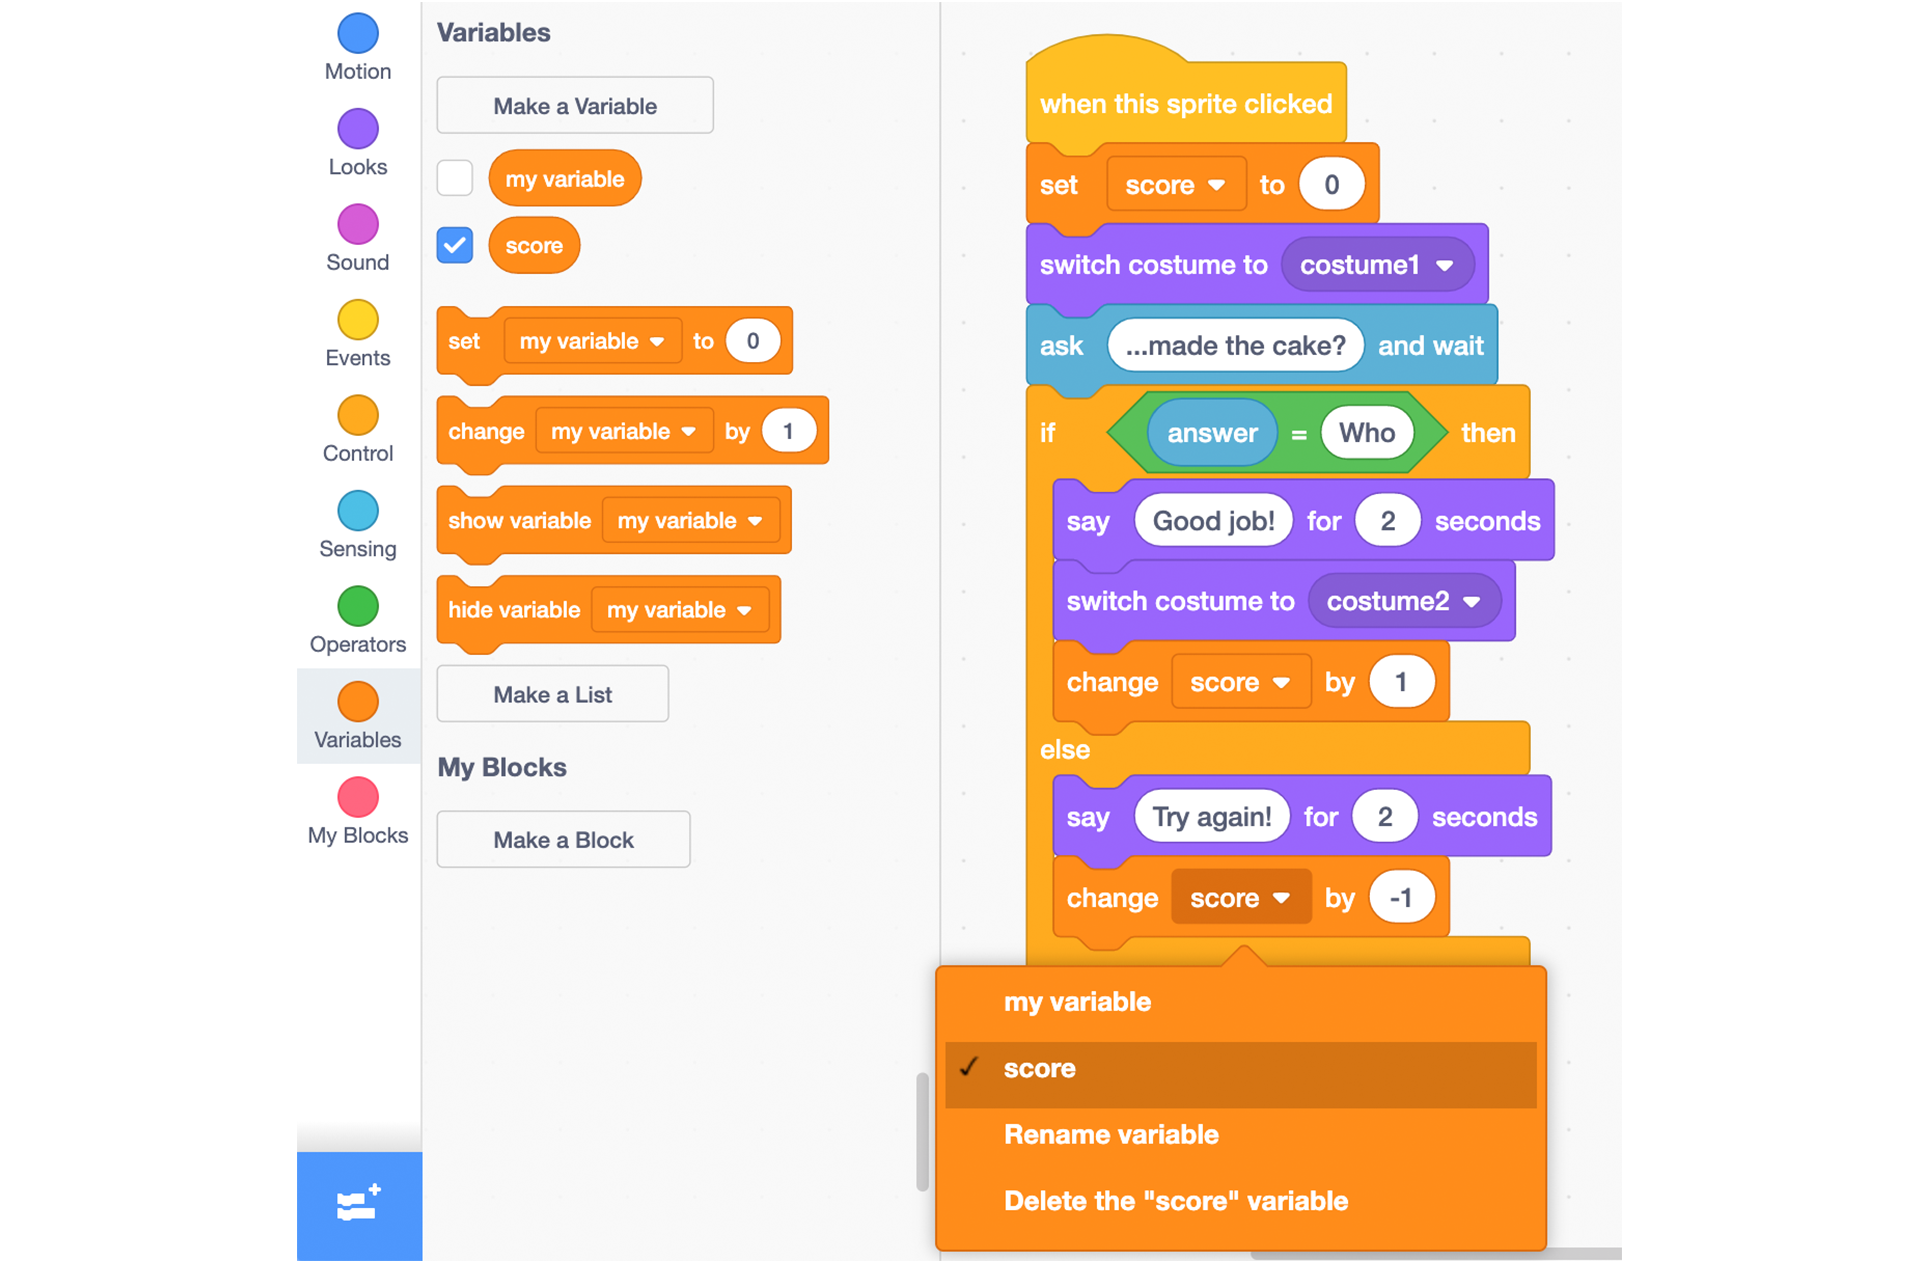 Motion
Looks
Sound
Events
Control
Sensing
Operators
Variables
My Blocks
Variables
Make a Variable
my variable
score
set my variable to 0
change my variable by 1
show variable my variable
hide variable my variable
Make a List
My Blocks
Make a Block
when this sprite clicked
set score to 0
switch costume to costume1
ask ...made the cake? and wait
if answer = Who then
say Good job! for 2 seconds
switch costume to costume2
change score by 1
else
say Try again! for 2 seconds
change score by -1
my variable
✓ score
Rename variable
Delete the "score" variable